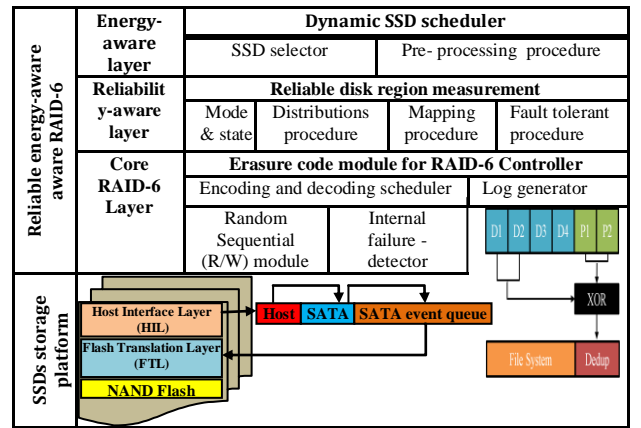 Reliable energy-aware
aware RAID-6
Energy-
aware
layer
Dynamic SSD scheduler
SSD selector
Pre- processing procedure
Reliabilit
y-aware
layer
Reliable disk region measurement
Mode
& state
Distributions
procedure
Mapping
procedure
Fault tolerant
procedure
Core
RAID-6
Layer
Erasure code module for RAID-6 Controller
Encoding and decoding scheduler
Log generator
Random
Sequential
(R/W) module
Internal
failure -
detector
D1 D2 D3 D4 P1 P2
XOR
File System
Dedup
SSDs storage
platform
Host Interface Layer
(HIL)
Flash Translation Layer
(FTL)
NAND Flash
Host
SATA
SATA event queue